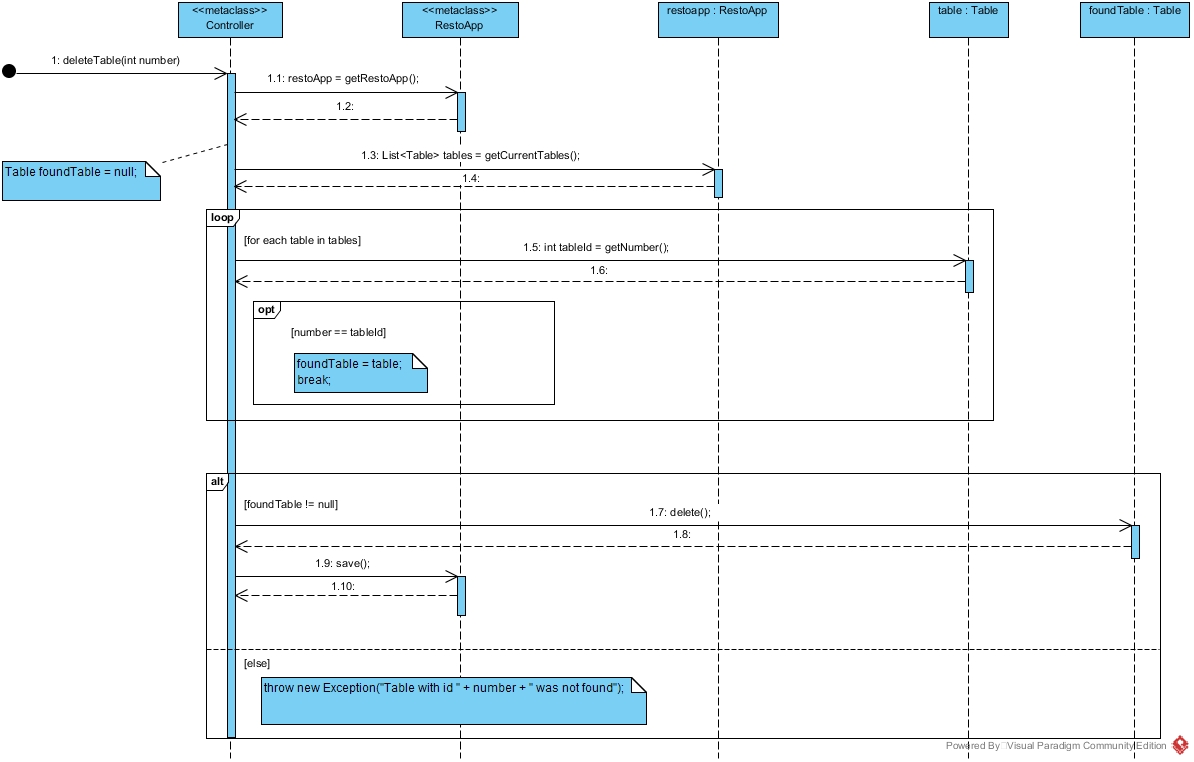 <<metaclass>>
Controller
<<metaclass>>
RestoApp
restoapp : RestoApp
table : Table
foundTable : Table
1: deleteTable(int number)
1.1: restoApp = getRestoApp();
1.2:
Table foundTable = null;
1.3: List<Table> tables = getCurrentTables();
1.4:
loop
[for each table in tables]
1.5: int tableId = getNumber();
1.6:
opt
[number == tableId]
foundTable = table;
break;
alt
[foundTable != null]
1.7: delete();
1.8:
1.9: save();
1.10:
[else]
throw new Exception("Table with id " + number + " was not found");
Powered By Visual Paradigm Community Edition